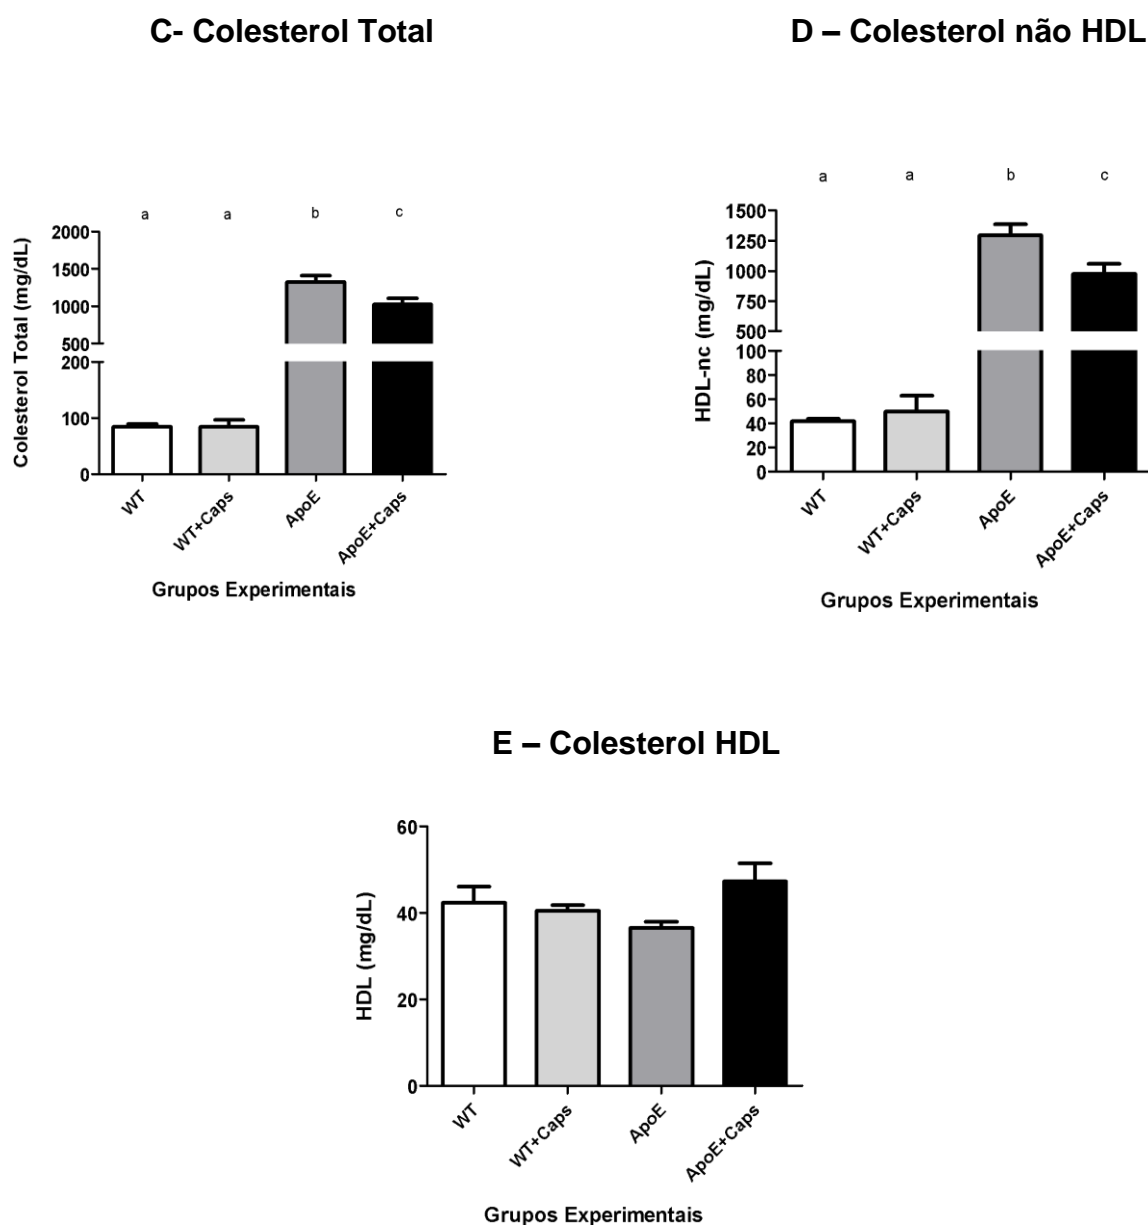 C- Colesterol Total
D – Colesterol não HDL
a a b c
Colesterol Total (mg/dL)
2000
1500
1000
500
200
100
0
WT
WT+Caps
ApoE
ApoE+Caps
Grupos Experimentais
a a b c
HDL-nc (mg/dL)
1500
1250
1000
750
500
100
80
60
40
20
0
WT
WT+Caps
ApoE
ApoE+Caps
Grupos Experimentais
E – Colesterol HDL
HDL (mg/dL)
60
40
20
0
WT
WT+Caps
ApoE
ApoE+Caps
Grupos Experimentais